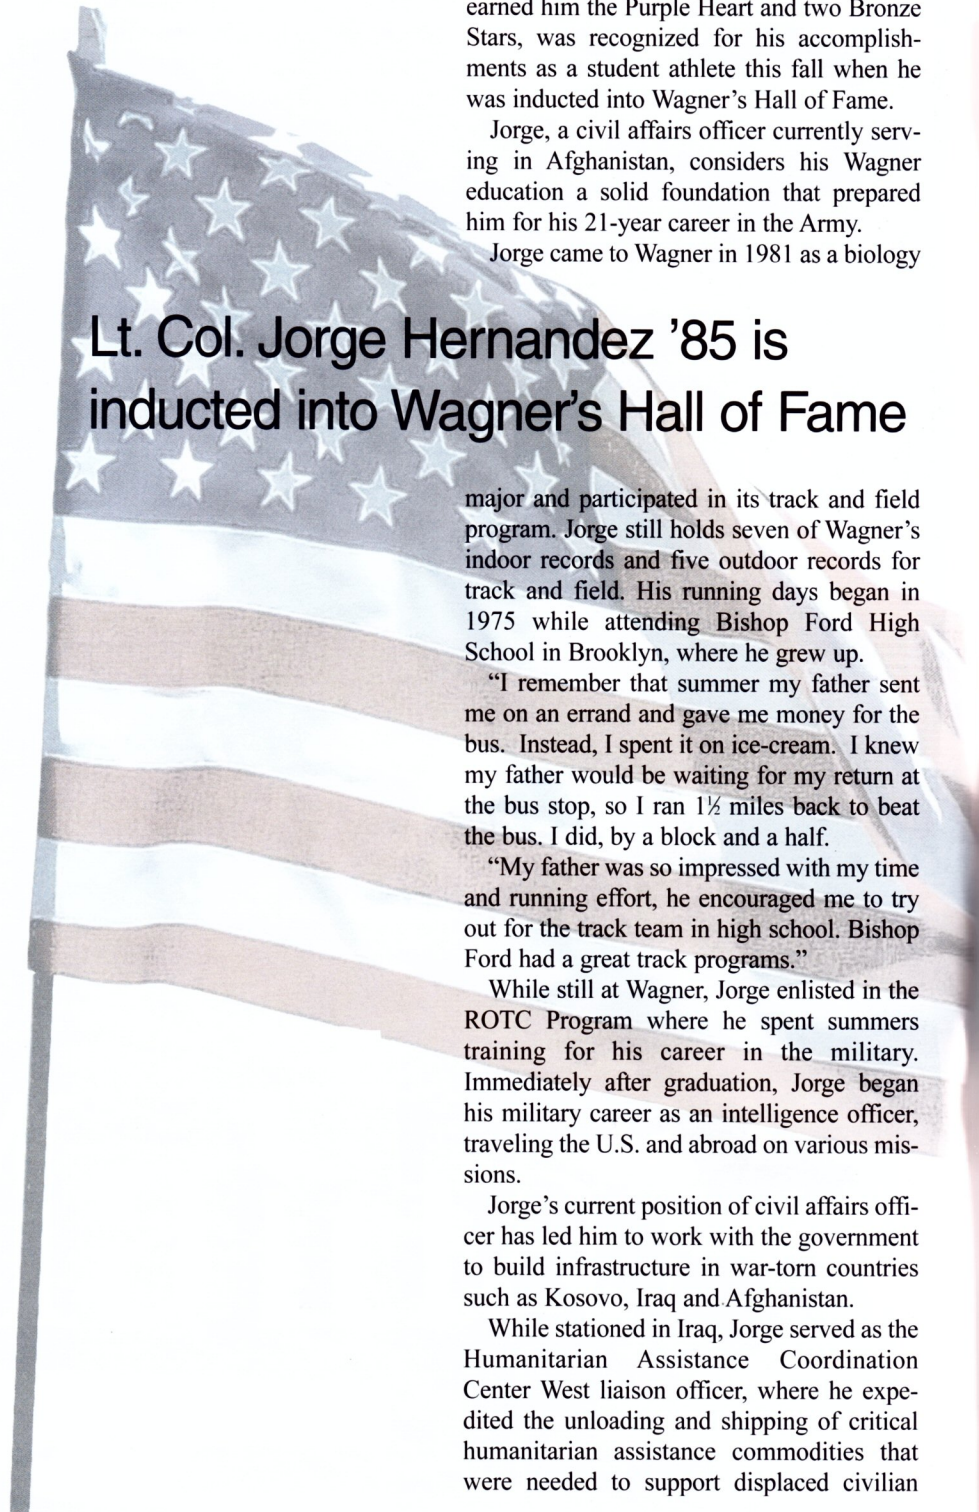 earned him the Purple Heart and two Bronze
Stars, was recognized for his accomplish-
ments as a student athlete this fall when he
was inducted into Wagner's Hall of Fame.
Jorge, a civil affairs officer currently serv-
ing in Afghanistan, considers his Wagner
education a solid foundation that prepared
him for his 21-year career in the Army.
Jorge came to Wagner in 1981 as a biology
Lt. Col. Jorge Hernandez '85 is
inducted into Wagner's Hall of Fame
major and participated in its track and field
program. Jorge still holds seven of Wagner's
indoor records and five outdoor records for
track and field. His running days began in
1975 while attending Bishop Ford High
School in Brooklyn, where he grew up.
“I remember that summer my father sent
me on an errand and gave me money for the
bus. Instead, I spent it on ice-cream. I knew
my father would be waiting for my return at
the bus stop, so I ran 1½ miles back to beat
the bus. I did, by a block and a half.
“My father was so impressed with my time
and running effort, he encouraged me to try
out for the track team in high school. Bishop
Ford had a great track programs.”
While still at Wagner, Jorge enlisted in the
ROTC Program where he spent summers
training for his career in the military.
Immediately after graduation, Jorge began
his military career as an intelligence officer,
traveling the U.S. and abroad on various mis-
sions.
Jorge's current position of civil affairs offi-
cer has led him to work with the government
to build infrastructure in war-torn countries
such as Kosovo, Iraq and Afghanistan.
While stationed in Iraq, Jorge served as the
Humanitarian Assistance Coordination
Center West liaison officer, where he expe-
dited the unloading and shipping of critical
humanitarian assistance commodities that
were needed to support displaced civilian